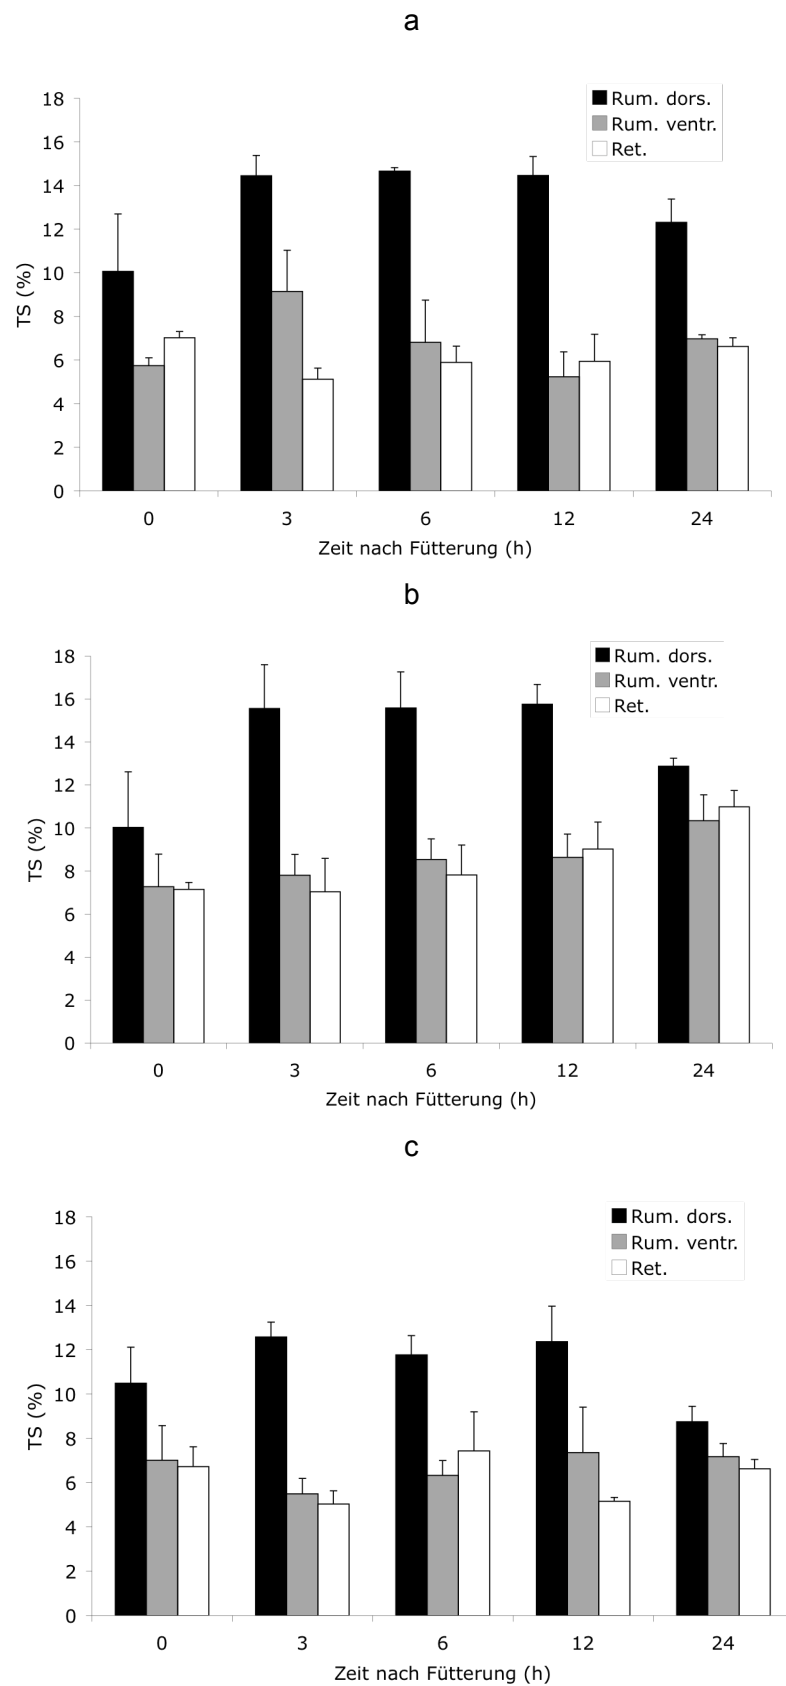 a
Rum. dors.
Rum. ventr.
Ret.
18
16
14
12
10
8
6
4
2
0
TS (%)
0 3 6 12 24
Zeit nach Fütterung (h)
b
Rum. dors.
Rum. ventr.
Ret.
18
16
14
12
10
8
6
4
2
0
TS (%)
0 3 6 12 24
Zeit nach Fütterung (h)
c
Rum. dors.
Rum. ventr.
Ret.
18
16
14
12
10
8
6
4
2
0
TS (%)
0 3 6 12 24
Zeit nach Fütterung (h)